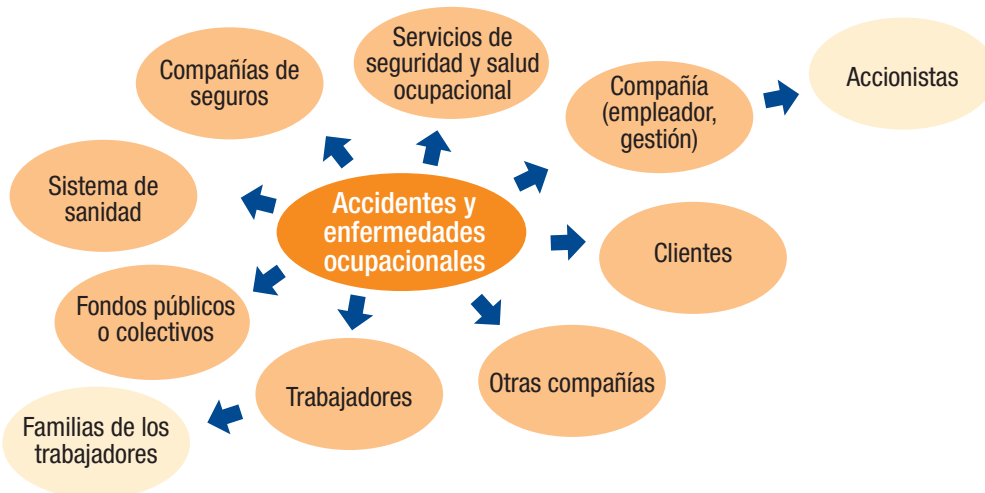 Servicios de
seguridad y salud
ocupacional
Compañías de
seguros
Compañía
(empleador,
gestión)
Accionistas
Sistema de
sanidad
Accidentes y
enfermedades
ocupacionales
Clientes
Fondos públicos
o colectivos
Trabajadores
Otras compañías
Familias de los
trabajadores